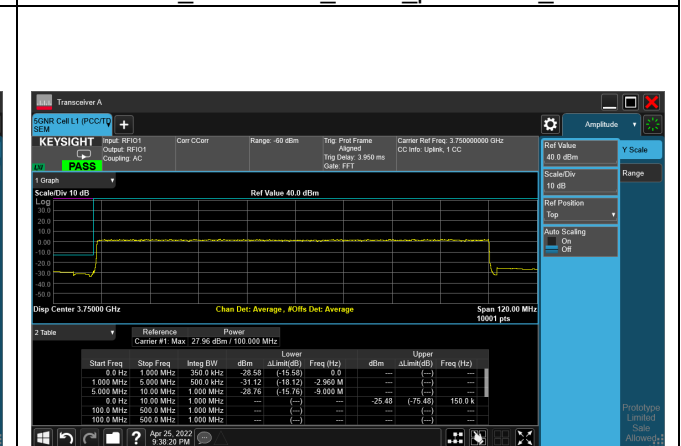 Transceiver A
5GNR Cell L1 (PCC/TD
SEM
+
KEYSIGHT
Input: RFIO1
Output: RFIO1
Coupling: AC
Corr CCorr
Range: -60 dBm
Trig: Prot Frame
Aligned
Trig Delay: 3.950 ms
Gate: FFT
Carrier Ref Freq: 3.750000000 GHz
CC Info: Uplink, 1 CC
PASS
1 Graph
Scale/Div 10 dB
Ref Value 40.0 dBm
Log
30.0
20.0
10.0
0.00
-10.0
-20.0
-30.0
-40.0
-50.0
Disp Center 3.75000 GHz
Chan Det: Average, #Offs Det: Average
Span 120.00 MHz
10001 pts
2 Table
Reference Power
Carrier #1: Max 27.96 dBm / 100.000 MHz
Lower Upper
Start Freq Stop Freq Integ BW dBm ΔLimit(dB) Freq (Hz) dBm ΔLimit(dB) Freq (Hz)
0.0 Hz 1.000 MHz 350.0 kHz -28.58 (-15.58) 0.0 --- (---) ---
1.000 MHz 5.000 MHz 500.0 kHz -31.12 (-18.12) -2.960 M --- (---) ---
5.000 MHz 10.00 MHz 1.000 MHz -28.76 (-15.76) -9.000 M --- (---) ---
0.0 Hz 10.00 MHz 1.000 MHz --- (---) --- -25.48 (-75.48) 150.0 k
100.0 MHz 500.0 MHz 1.000 MHz --- (---) --- --- (---) ---
100.0 MHz 500.0 MHz 1.000 MHz --- (---) --- --- (---) ---
Amplitude
Ref Value
40.0 dBm
Scale/Div
10 dB
Ref Position
Top
Auto Scaling
On
Off
Y Scale
Range
Prototype
Limited
Sale
Allowed
?
Apr 25, 2022
9:38:20 PM